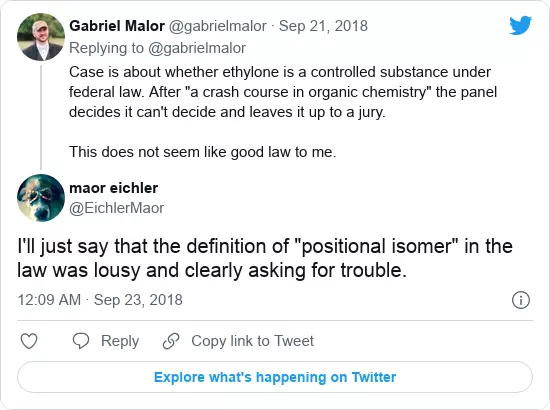 Gabriel Malor @gabrielmalor · Sep 21, 2018
Replying to @gabrielmalor
Case is about whether ethylone is a controlled substance under
federal law. After "a crash course in organic chemistry" the panel
decides it can't decide and leaves it up to a jury.
This does not seem like good law to me.
maor eichler
@EichlerMaor
I'll just say that the definition of "positional isomer" in the
law was lousy and clearly asking for trouble.
12:09 AM · Sep 23, 2018
Reply
Copy link to Tweet
Explore what's happening on Twitter